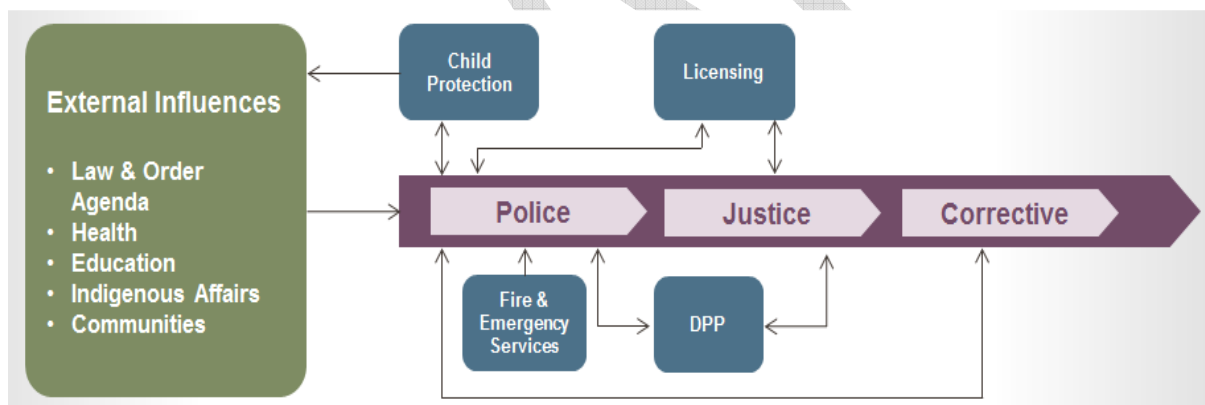 External Influences
• Law & Order
Agenda
• Health
• Education
• Indigenous Affairs
• Communities
Child
Protection
Licensing
Police
Justice
Corrective
Fire &
Emergency
Services
DPP